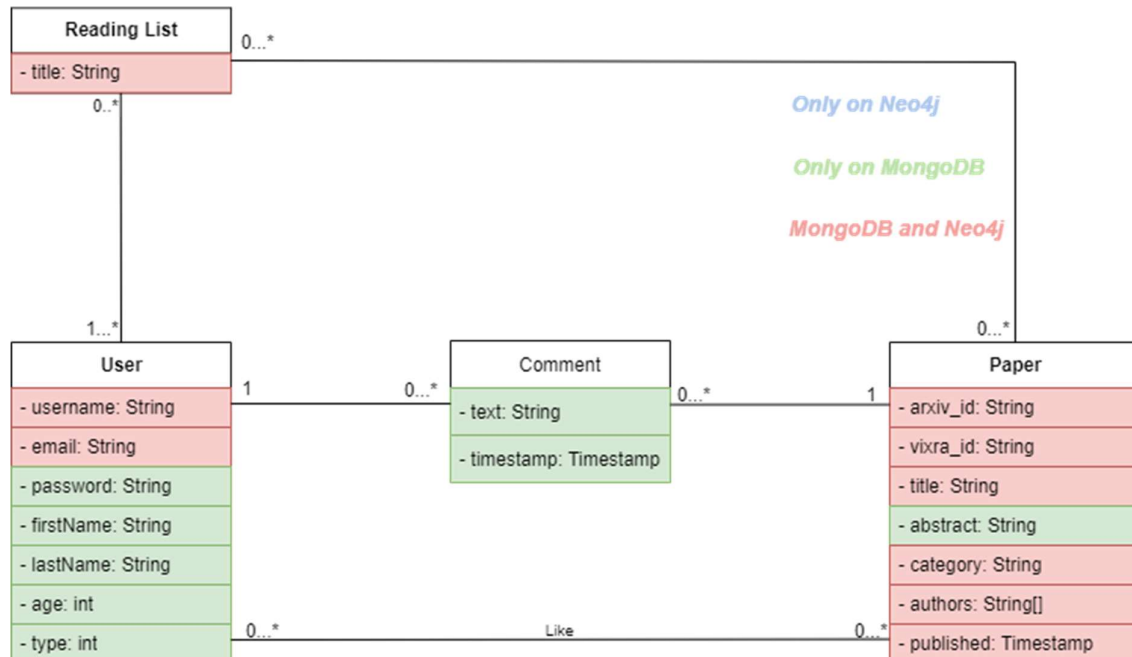 Reading List
0...*
- title: String
0..*
Only on Neo4j
Only on MongoDB
MongoDB and Neo4j
1...*
0...*
User
- username: String
- email: String
- password: String
- firstName: String
- lastName: String
- age: int
- type: int
1
0...*
Comment
- text: String
- timestamp: Timestamp
0...*
1
Paper
- arxiv_id: String
- vixra_id: String
- title: String
- abstract: String
- category: String
- authors: String[]
- published: Timestamp
0...*
Like
0...*